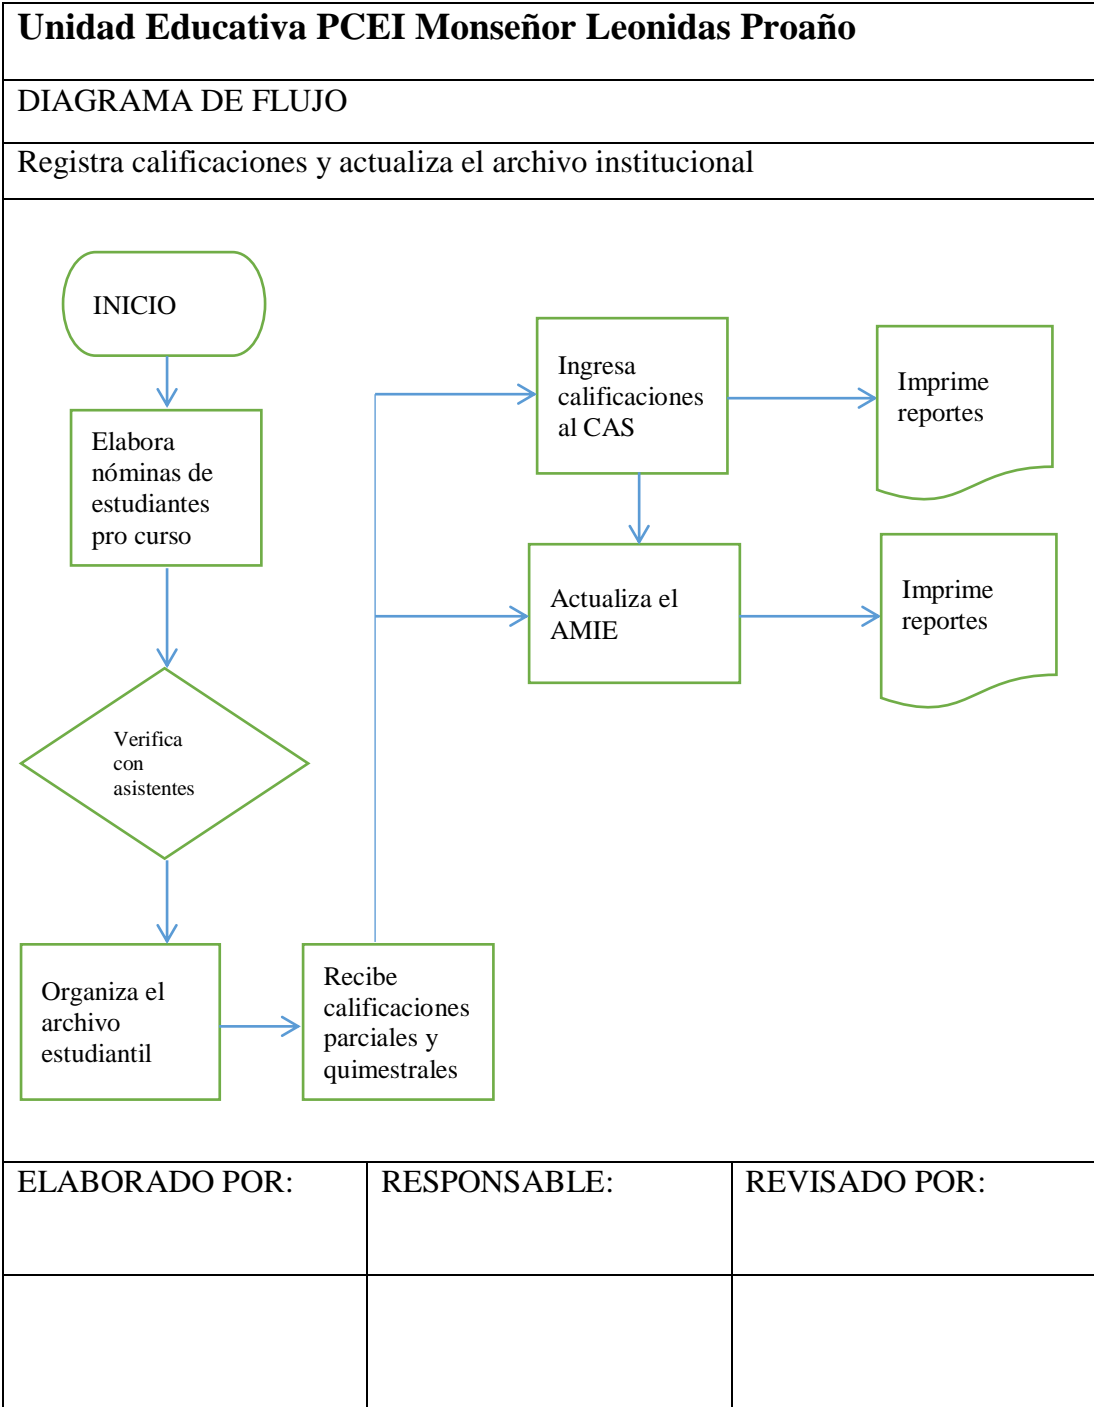 Unidad Educativa PCEI Monseñor Leonidas Proaño
DIAGRAMA DE FLUJO
Registra calificaciones y actualiza el archivo institucional
INICIO
Elabora
nóminas de
estudiantes
pro curso
Verifica
con
asistentes
Organiza el
archivo
estudiantil
Recibe
calificaciones
parciales y
quimestrales
Ingresa
calificaciones
al CAS
Imprime
reportes
Actualiza el
AMIE
Imprime
reportes
ELABORADO POR:
RESPONSABLE:
REVISADO POR: